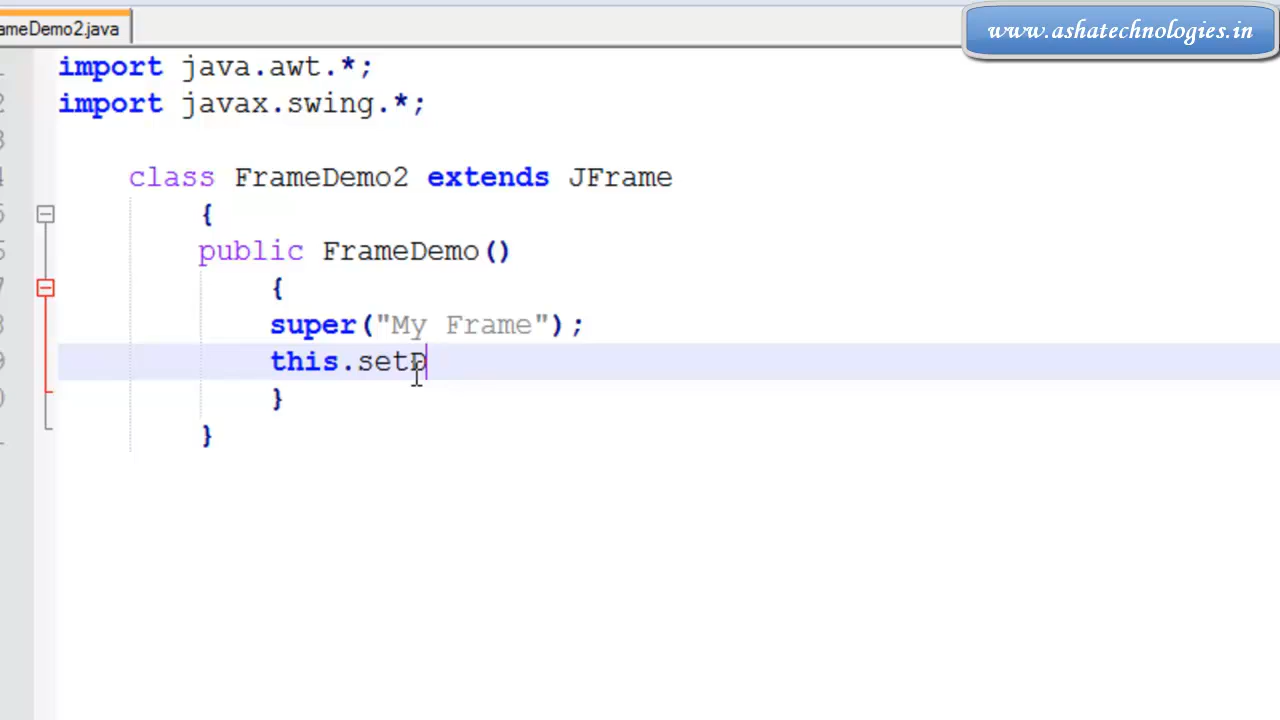 ameDemo2.java
www.ashatechnologies.in
import java.awt.*;
import javax.swing.*;
class FrameDemo2 extends JFrame
{
public FrameDemo()
{
super("My Frame");
this.setD
}
}